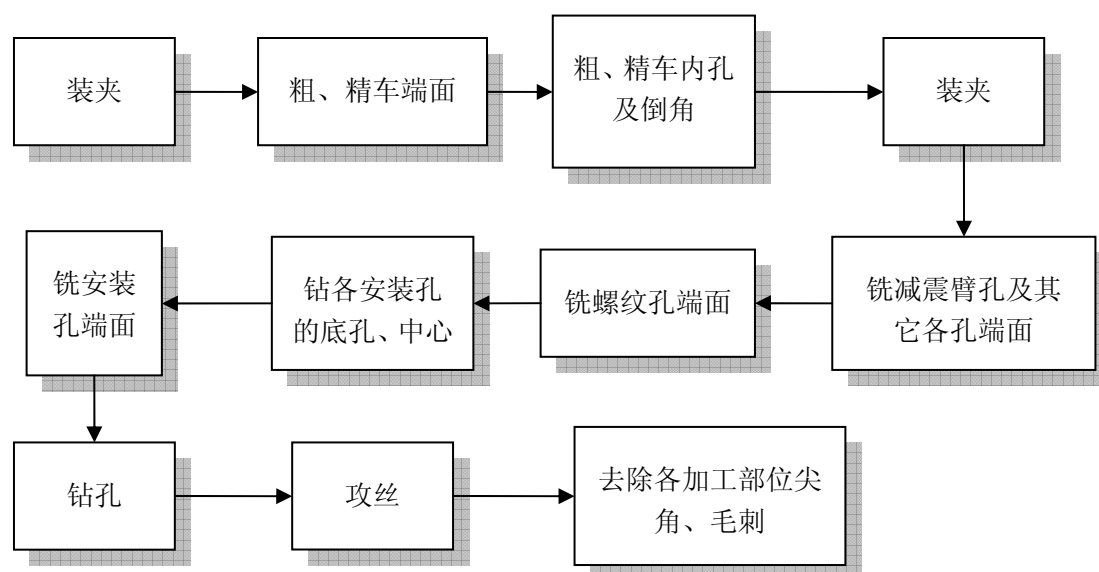 装夹
粗、精车端面
粗、精车内孔
及倒角
装夹
铣减震臂孔及其
它各孔端面
铣螺纹孔端面
钻各安装孔
的底孔、中心
铣安装
孔端面
钻孔
攻丝
去除各加工部位尖
角、毛刺